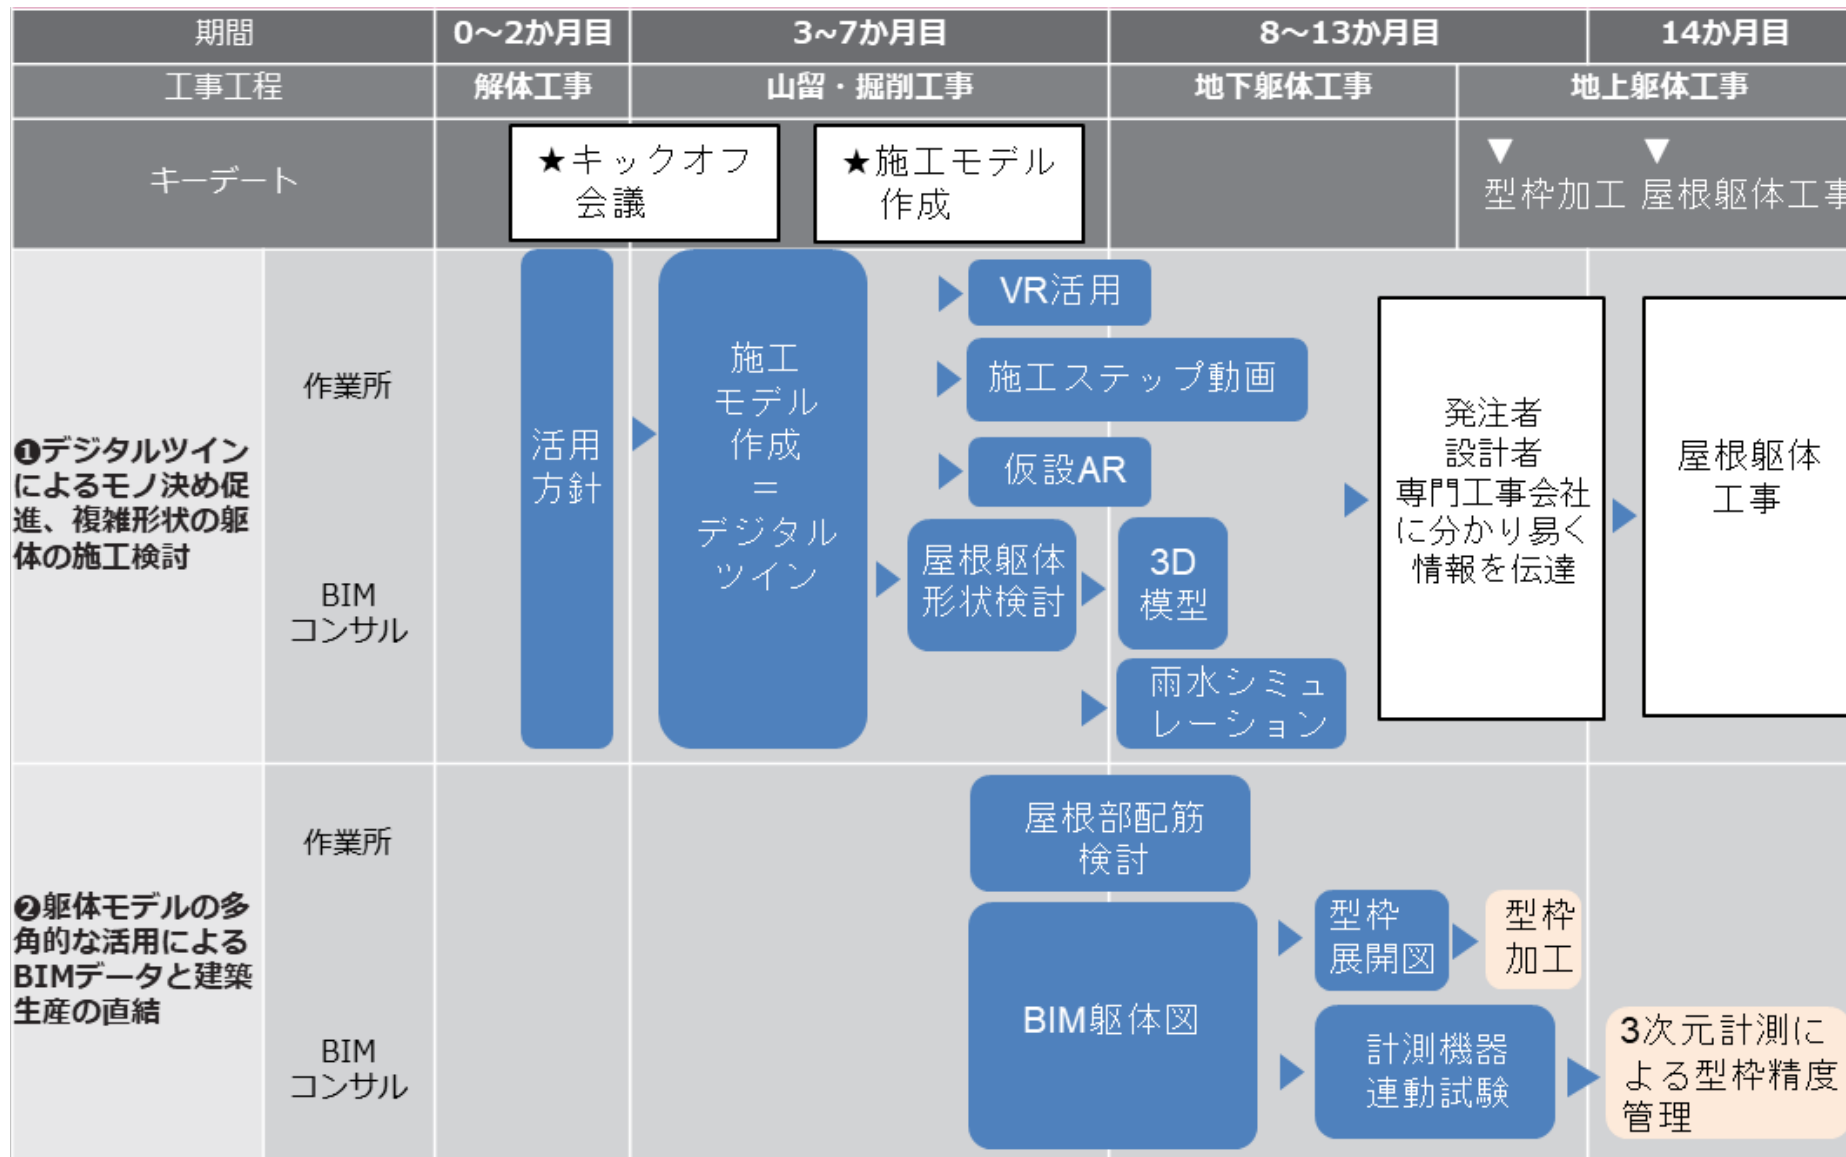 期間
0～2か月目
3~7か月目
8～13か月目
14か月目
工事工程
解体工事
山留・掘削工事
地下躯体工事
地上躯体工事
キーデート
★キックオフ
会議
★施工モデル
作成
▼
型枠加工
▼
屋根躯体工事
❶デジタルツイン
によるモノ決め促
進、複雑形状の躯
体の施工検討
作業所
BIM
コンサル
活用
方針
施工
モデル
作成
＝
デジタル
ツイン
VR活用
施工ステップ動画
仮設AR
屋根躯体
形状検討
3D
模型
雨水シミュ
レーション
発注者
設計者
専門工事会社
に分かり易く
情報を伝達
屋根躯体
工事
❷躯体モデルの多
角的な活用による
BIMデータと建築
生産の直結
作業所
BIM
コンサル
屋根部配筋
検討
BIM躯体図
型枠
展開図
型枠
加工
計測機器
連動試験
3次元計測に
よる型枠精度
管理